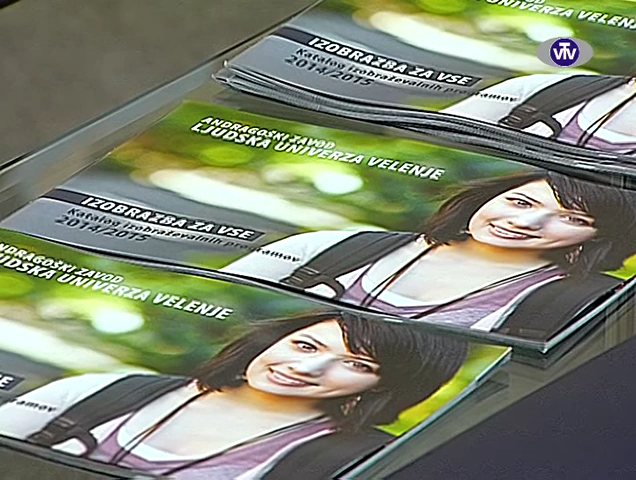 VTV
UNIVERZA VELENJE
IZOBRAZBA ZA VSE
Katalog izobraževalnih programov
2014/2015
ANDRAGOŠKI ZAVOD
LJUDSKA UNIVERZA VELENJE
IZOBRAZBA ZA VSE
Katalog izobraževalnih programov
2014/2015
ANDRAGOŠKI ZAVOD
LJUDSKA UNIVERZA VELENJE